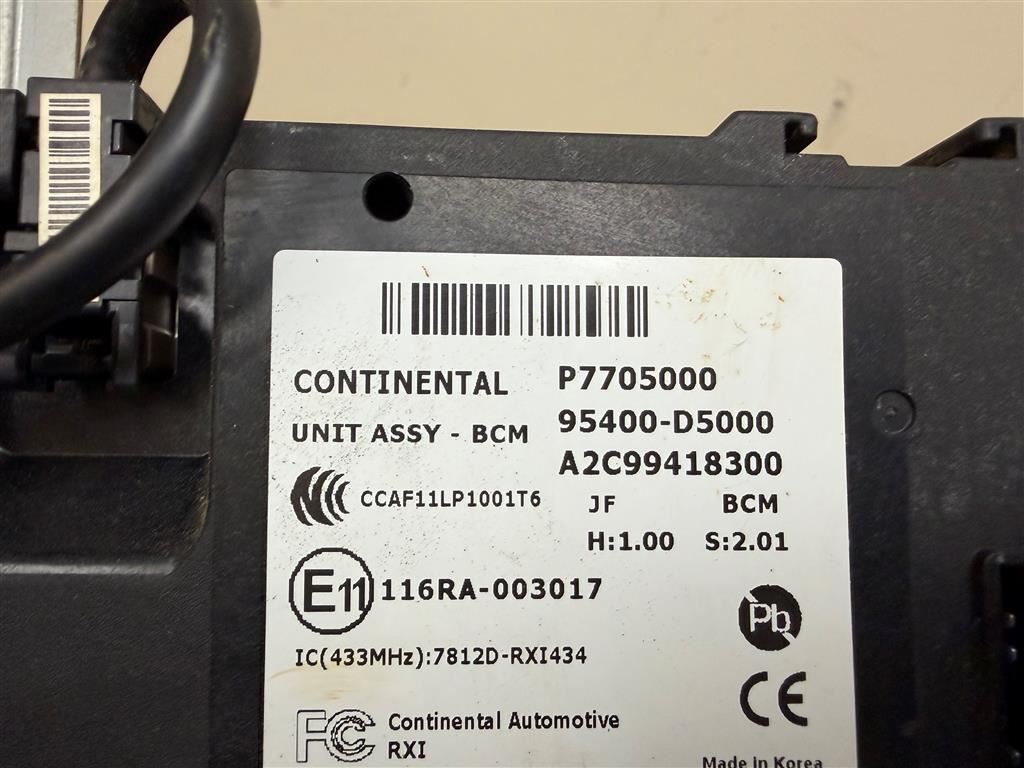 CONTINENTAL P7705000
UNIT ASSY - BCM 95400-D5000
A2C99418300
CCAF11LP1001T6 JF BCM
H:1.00 S:2.01
E11 116RA-003017
Pb
IC(433MHz):7812D-RXI434
CE
FC Continental Automotive
RXI
Made in Korea